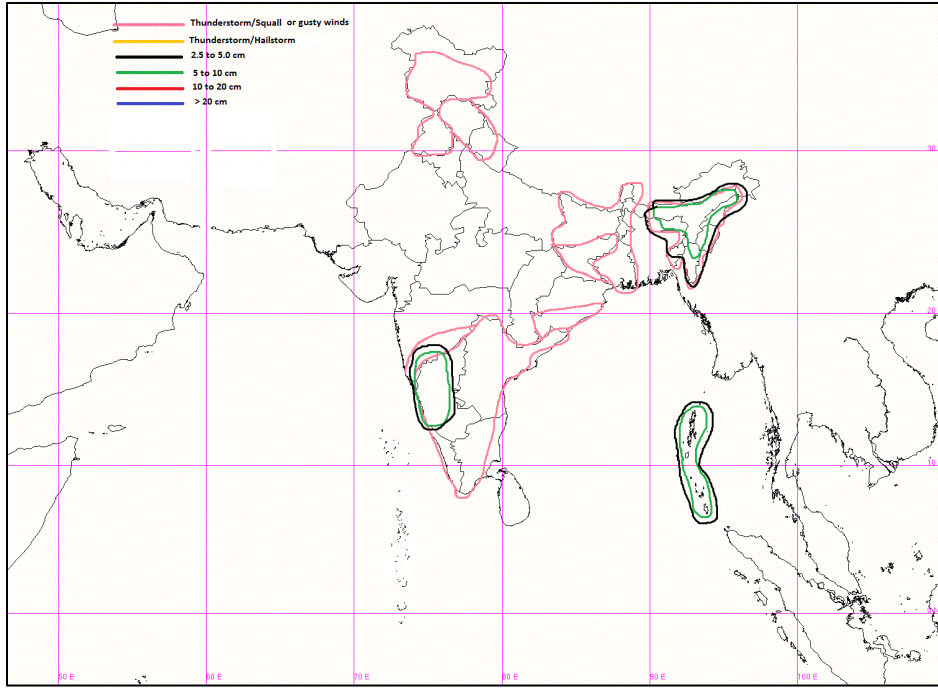 Thunderstorm/Squall or gusty winds
Thunderstorm/Hailstorm
2.5 to 5.0 cm
5 to 10 cm
10 to 20 cm
> 20 cm
30
20
10
50 E
60 E
70 E
80 E
90 E
100 E